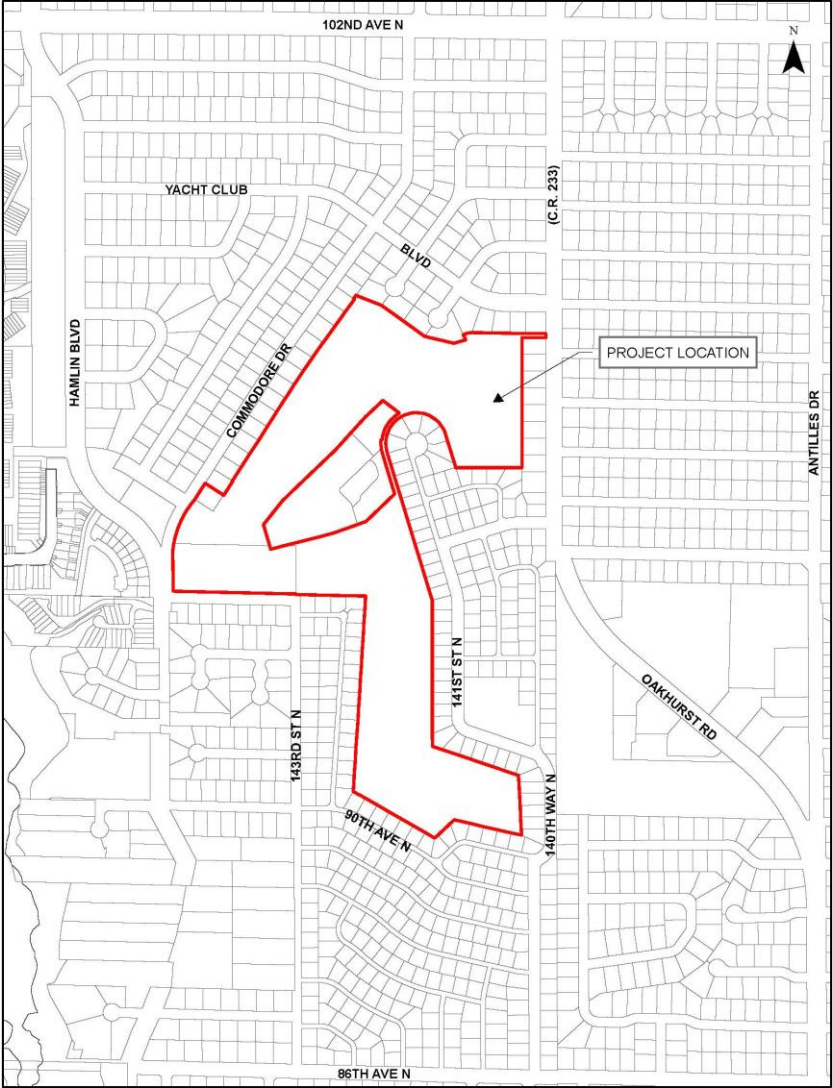 102ND AVE N
N
YACHT CLUB
(C.R. 233)
BLVD
HAMLIN BLVD
COMMODORE DR
PROJECT LOCATION
ANTILLES DR
141ST ST N
OAKHURST RD
143RD ST N
90TH AVE N
140TH WAY N
86TH AVE N